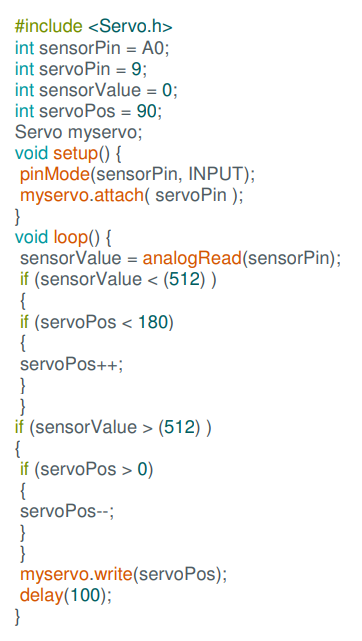 #include <Servo.h>
int sensorPin = A0;
int servoPin = 9;
int sensorValue = 0;
int servoPos = 90;
Servo myservo;
void setup() {
pinMode(sensorPin, INPUT);
myservo.attach( servoPin );
}
void loop() {
sensorValue = analogRead(sensorPin);
if (sensorValue < (512) )
{
if (servoPos < 180)
{
servoPos++;
}
}
if (sensorValue > (512) )
{
if (servoPos > 0)
{
servoPos--;
}
}
myservo.write(servoPos);
delay(100);
}